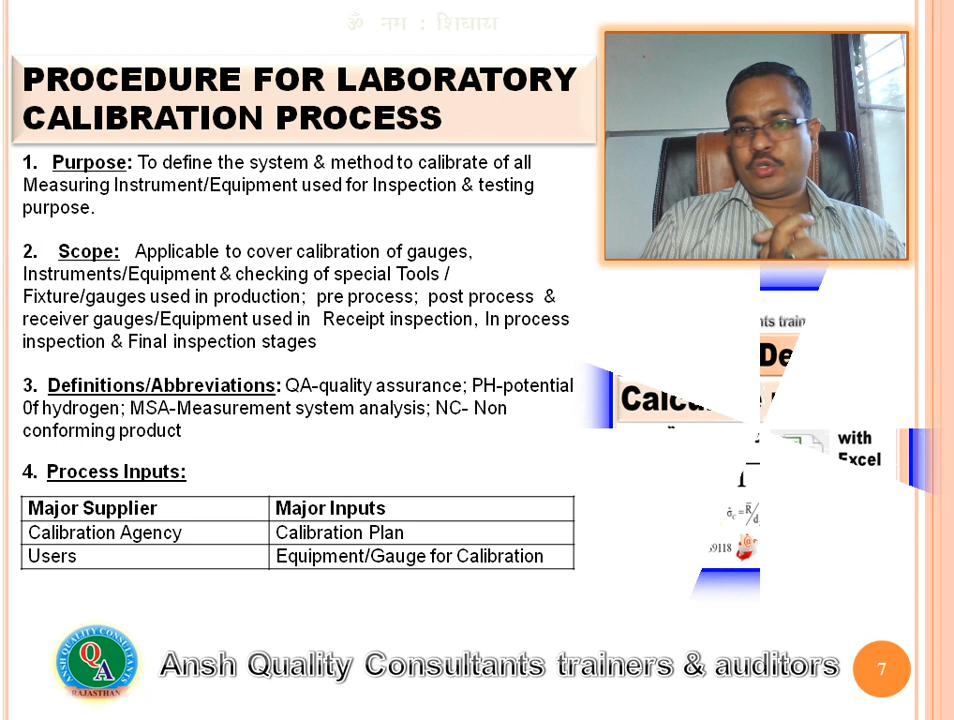 ॐ नमः शिवाय
PROCEDURE FOR LABORATORY
CALIBRATION PROCESS
1. Purpose: To define the system & method to calibrate of all
Measuring Instrument/Equipment used for Inspection & testing
purpose.
2. Scope: Applicable to cover calibration of gauges,
Instruments/Equipment & checking of special Tools /
Fixture/gauges used in production; pre process; post process &
receiver gauges/Equipment used in Receipt inspection, In process
inspection & Final inspection stages
3. Definitions/Abbreviations: QA-quality assurance; PH-potential
0f hydrogen; MSA-Measurement system analysis; NC- Non
conforming product
4. Process Inputs:
Major Supplier Major Inputs
Calibration Agency Calibration Plan
Users Equipment/Gauge for Calibration
with
Excel
ANSH QUALITY CONSULTANTS
QA
RAJASTHAN
Ansh Quality Consultants trainers & auditors
7